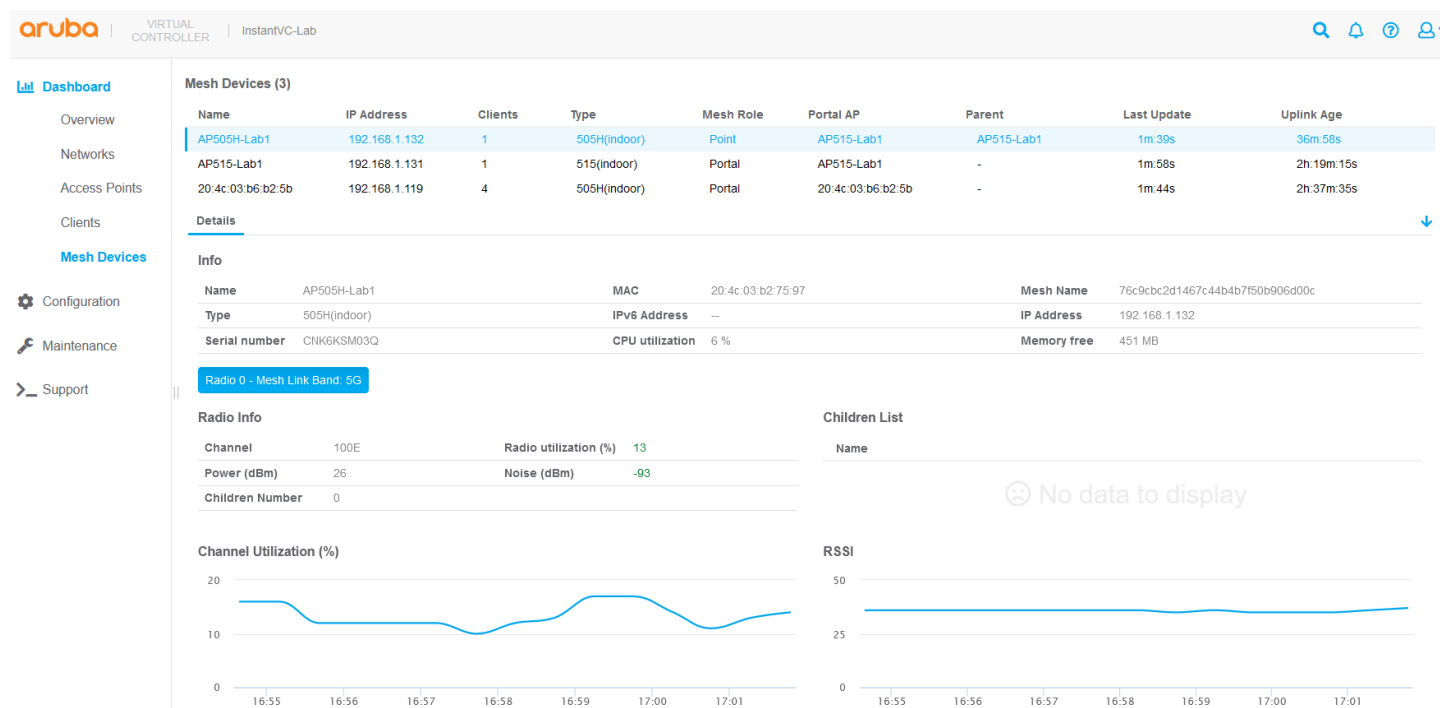 aruba | VIRTUAL CONTROLLER | InstantVC-Lab
Dashboard
Overview
Networks
Access Points
Clients
Mesh Devices
Configuration
Maintenance
Support
Mesh Devices (3)
Name IP Address Clients Type Mesh Role Portal AP Parent Last Update Uplink Age
AP505H-Lab1 192.168.1.132 1 505H(indoor) Point AP515-Lab1 AP515-Lab1 1m:39s 36m:58s
AP515-Lab1 192.168.1.131 1 515(indoor) Portal AP515-Lab1 - 1m:58s 2h:19m:15s
20:4c:03:b6:b2:5b 192.168.1.119 4 505H(indoor) Portal 20:4c:03:b6:b2:5b - 1m:44s 2h:37m:35s
Details
Info
Name AP505H-Lab1 MAC 20:4c:03:b2:75:97 Mesh Name 76c9cbc2d1467c44b4b7f50b906d00c
Type 505H(indoor) IPv6 Address -- IP Address 192.168.1.132
Serial number CNK6KSM03Q CPU utilization 6 % Memory free 451 MB
Radio 0 - Mesh Link Band: 5G
Radio Info
Channel 100E Radio utilization (%) 13
Power (dBm) 26 Noise (dBm) -93
Children Number 0
Children List
Name
No data to display
Channel Utilization (%)
20
10
0
16:55 16:56 16:57 16:58 16:59 17:00 17:01
RSSI
50
25
0
16:55 16:56 16:57 16:58 16:59 17:00 17:01